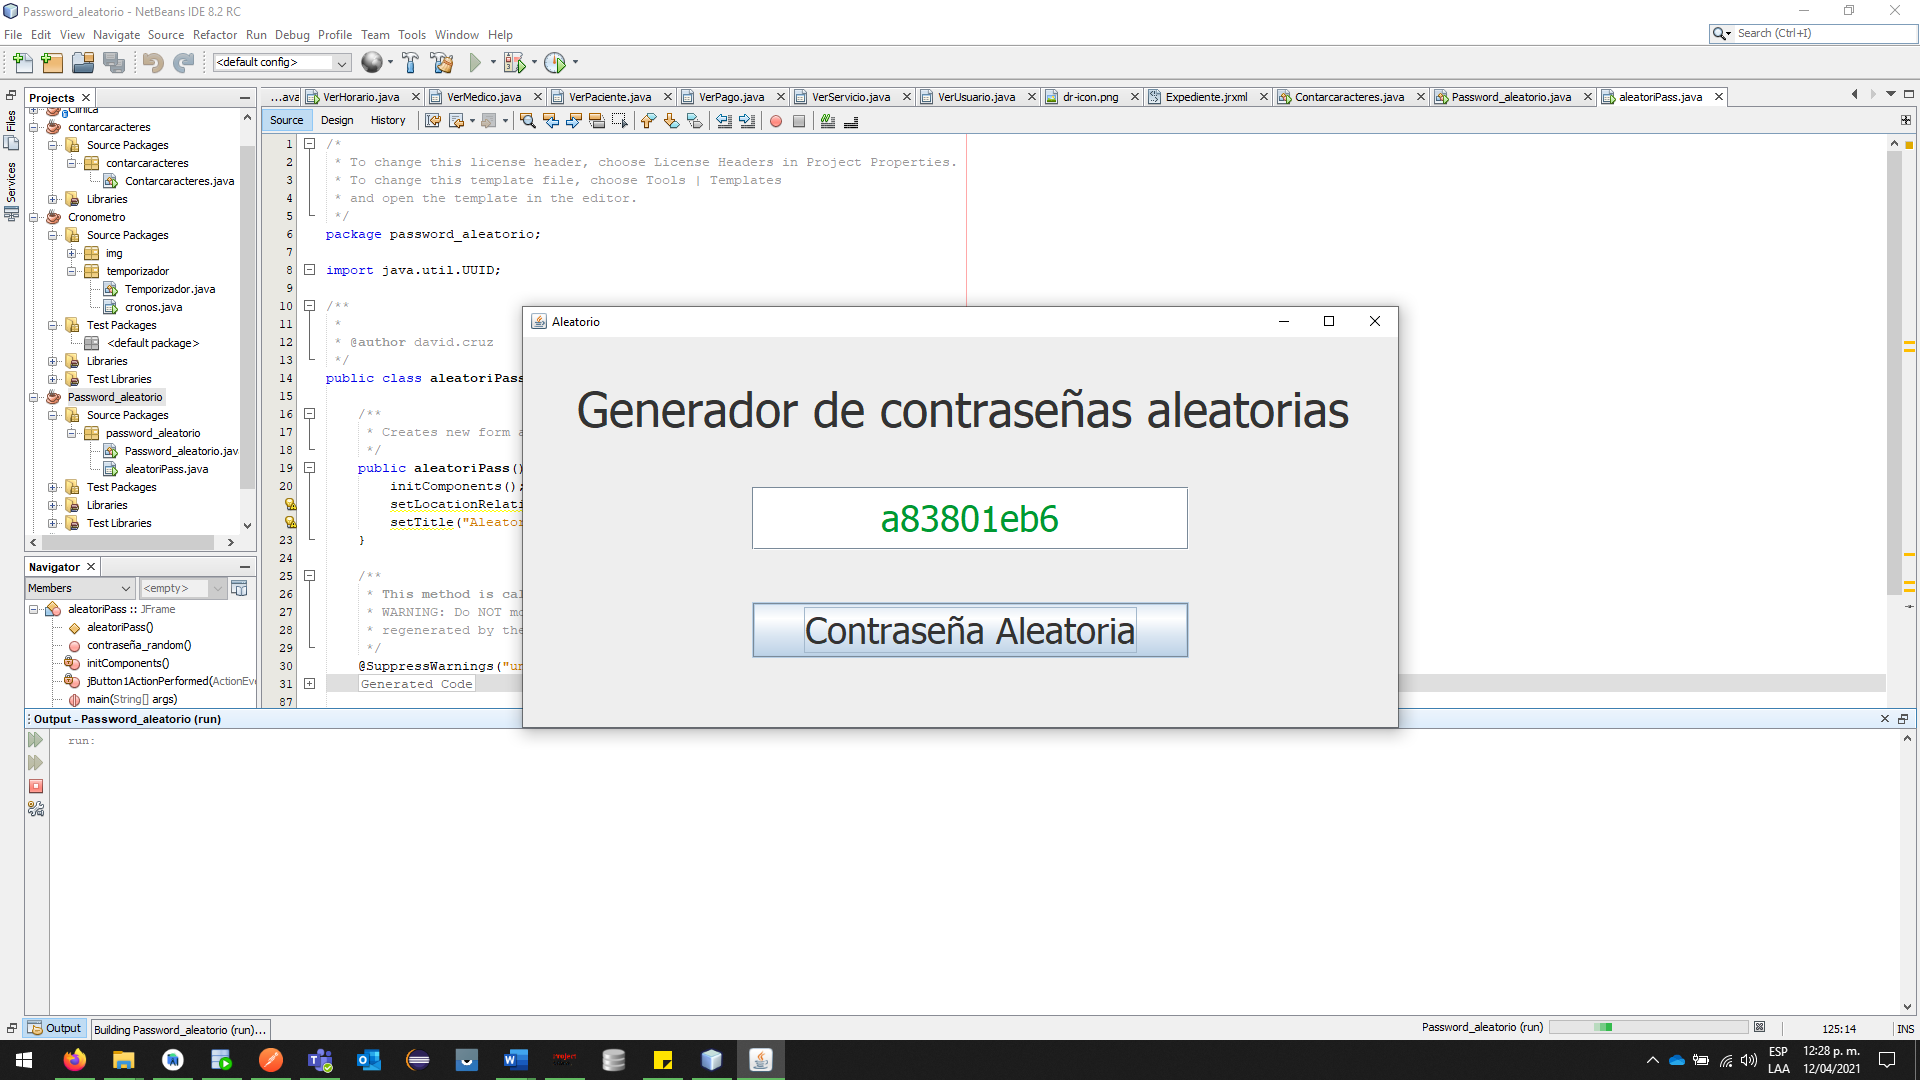 Password_aleatorio - NetBeans IDE 8.2 RC
File Edit View Navigate Source Refactor Run Debug Profile Team Tools Window Help
Search (Ctrl+I)
<default config>
Projects
...ava VerHorario.java VerMedico.java VerPaciente.java VerPago.java VerServicio.java VerUsuario.java dr-icon.png Expediente.jrxml Contarcaracteres.java Password_aleatorio.java aleatoriPass.java
Files
Services
Source Design History
Clinica
contarcaracteres
Source Packages
contarcaracteres
Contarcaracteres.java
Libraries
Cronometro
Source Packages
img
temporizador
Temporizador.java
cronos.java
Test Packages
<default package>
Libraries
Test Libraries
Password_aleatorio
Source Packages
password_aleatorio
Password_aleatorio.jav
aleatoriPass.java
Test Packages
Libraries
Test Libraries
1 /*
2 * To change this license header, choose License Headers in Project Properties.
3 * To change this template file, choose Tools | Templates
4 * and open the template in the editor.
5 */
6 package password_aleatorio;
7
8 import java.util.UUID;
9
10 /**
11 *
12 * @author david.cruz
13 */
14 public class aleatoriPass
15
16 /**
17 * Creates new form a
18 */
19 public aleatoriPass()
20 initComponents();
setLocationRelati
setTitle("Aleator
23 }
24
25 /**
26 * This method is cal
27 * WARNING: Do NOT mo
28 * regenerated by the
29 */
30 @SuppressWarnings("un
31 Generated Code
87
Aleatorio
Generador de contraseñas aleatorias
a83801eb6
Contraseña Aleatoria
Navigator
Members <empty>
aleatoriPass :: JFrame
aleatoriPass()
contraseña_random()
initComponents()
jButton1ActionPerformed(ActionEve
main(String[] args)
Output - Password_aleatorio (run)
run:
Output Building Password_aleatorio (run)...
Password_aleatorio (run)
125:14 INS
ESP
LAA
12:28 p. m.
12/04/2021